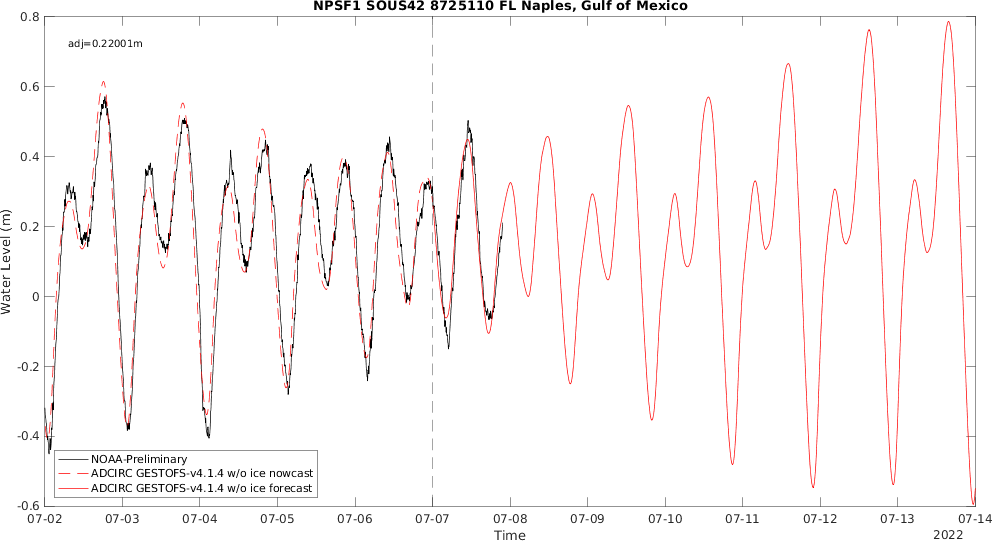 NPSF1 SOUS42 8725110 FL Naples, Gulf of Mexico
adj=0.22001m
Water Level (m)
0.8
0.6
0.4
0.2
0
-0.2
-0.4
-0.6
NOAA-Preliminary
ADCIRC GESTOFS-v4.1.4 w/o ice nowcast
ADCIRC GESTOFS-v4.1.4 w/o ice forecast
07-02 07-03 07-04 07-05 07-06 07-07 07-08 07-09 07-10 07-11 07-12 07-13 07-14
Time
2022